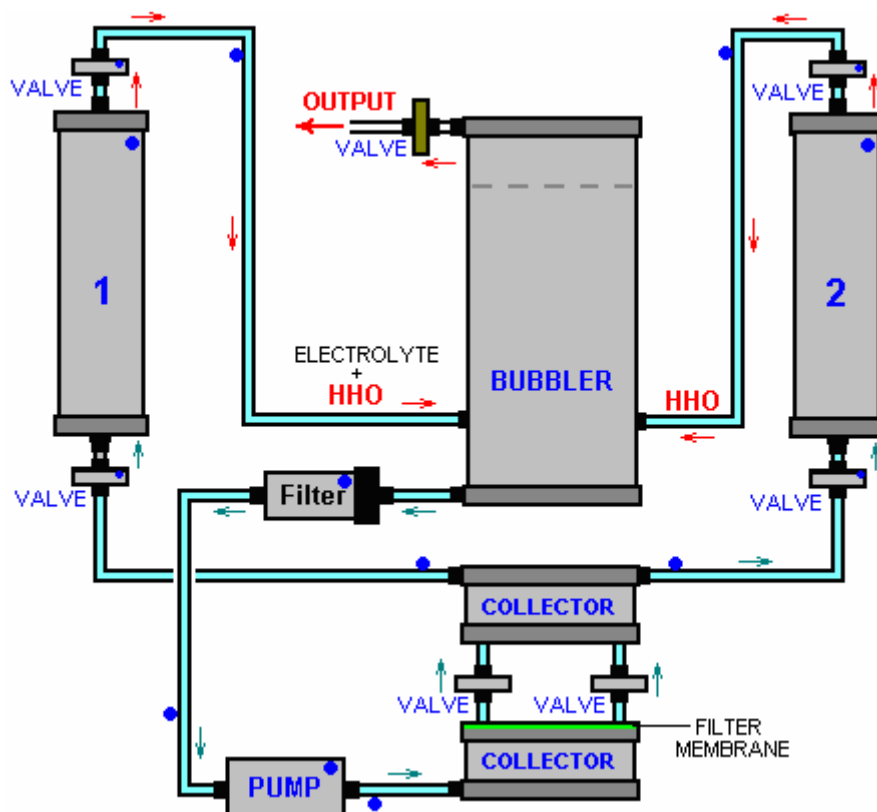 VALVE
VALVE
OUTPUT
VALVE
1
2
ELECTROLYTE
+
HHO
BUBBLER
HHO
VALVE
Filter
VALVE
COLLECTOR
VALVE
VALVE
FILTER
MEMBRANE
COLLECTOR
PUMP